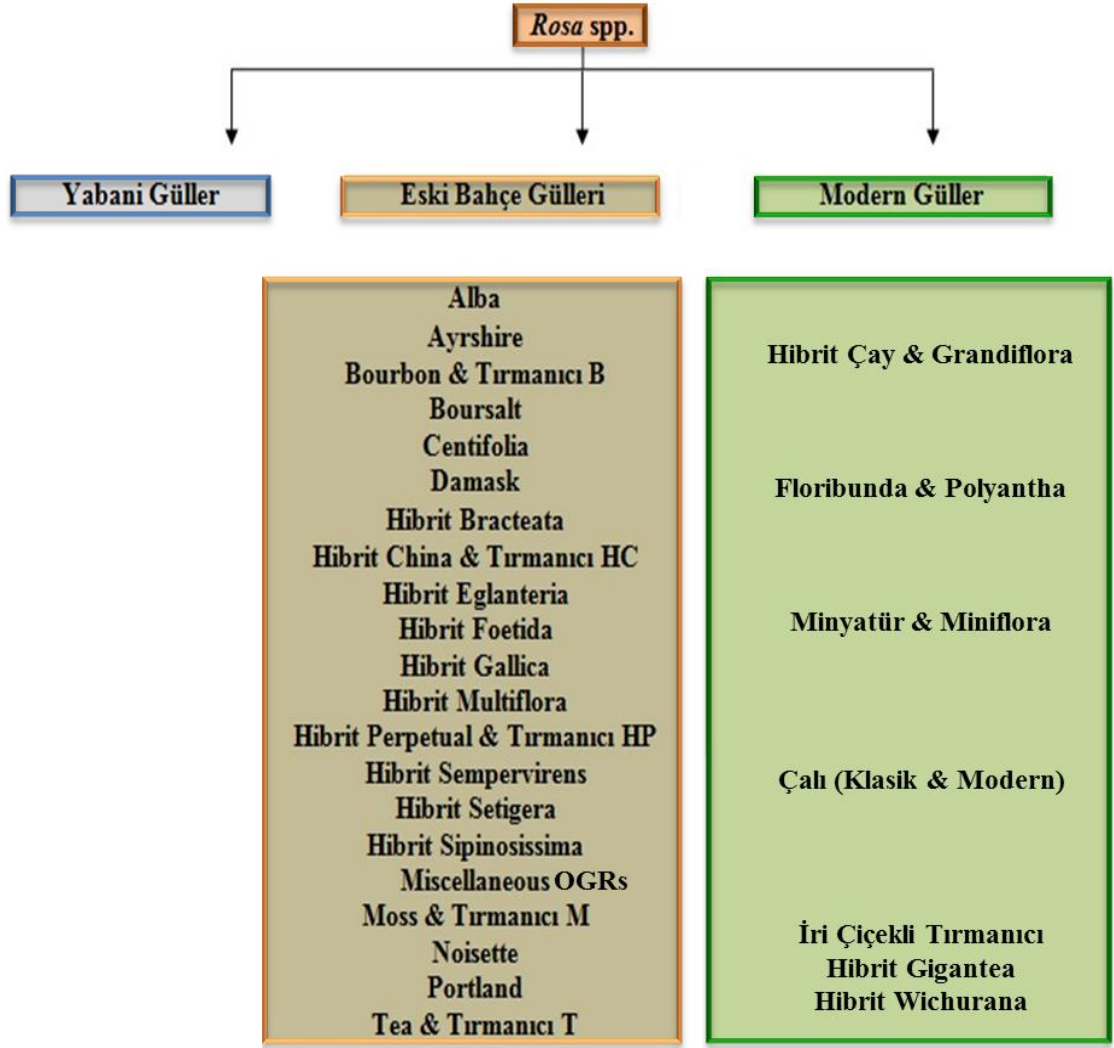 Rosa spp.
Yabani Güller
Eski Bahçe Gülleri
Modern Güller
Alba
Ayrshire
Bourbon & Tırmanıcı B
Boursalt
Centifolia
Damask
Hibrit Bracteata
Hibrit China & Tırmanıcı HC
Hibrit Eglanteria
Hibrit Foetida
Hibrit Gallica
Hibrit Multiflora
Hibrit Perpetual & Tırmanıcı HP
Hibrit Sempervirens
Hibrit Setigera
Hibrit Sipinosissima
Miscellaneous OGRs
Moss & Tırmanıcı M
Noisette
Portland
Tea & Tırmanıcı T
Hibrit Çay & Grandiflora
Floribunda & Polyantha
Minyatür & Miniflora
Çalı (Klasik & Modern)
İri Çiçekli Tırmanıcı
Hibrit Gigantea
Hibrit Wichurana